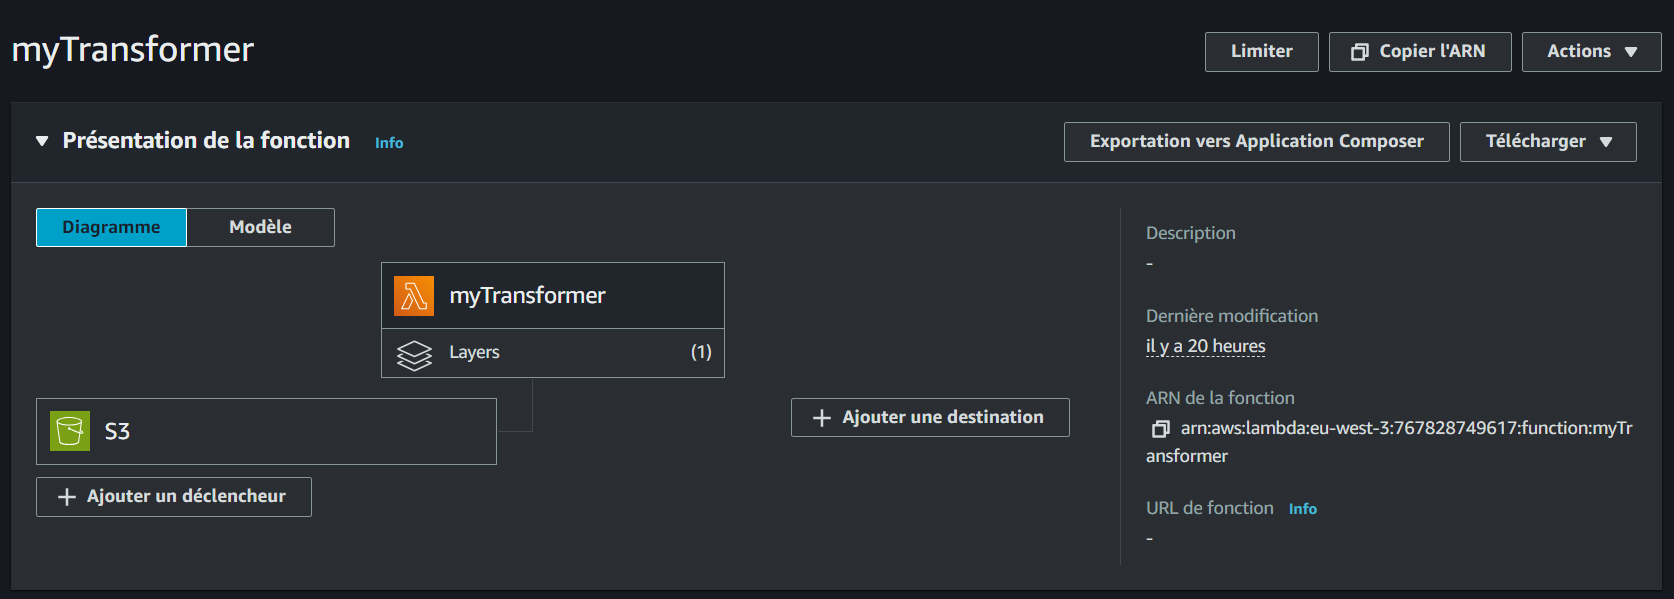 myTransformer
Limiter
Copier l'ARN
Actions
Présentation de la fonction Info
Exportation vers Application Composer
Télécharger
Diagramme
Modèle
myTransformer
Layers (1)
S3
Ajouter un déclencheur
Ajouter une destination
Description
-
Dernière modification
il y a 20 heures
ARN de la fonction
arn:aws:lambda:eu-west-3:767828749617:function:myTr
ansformer
URL de fonction Info
-